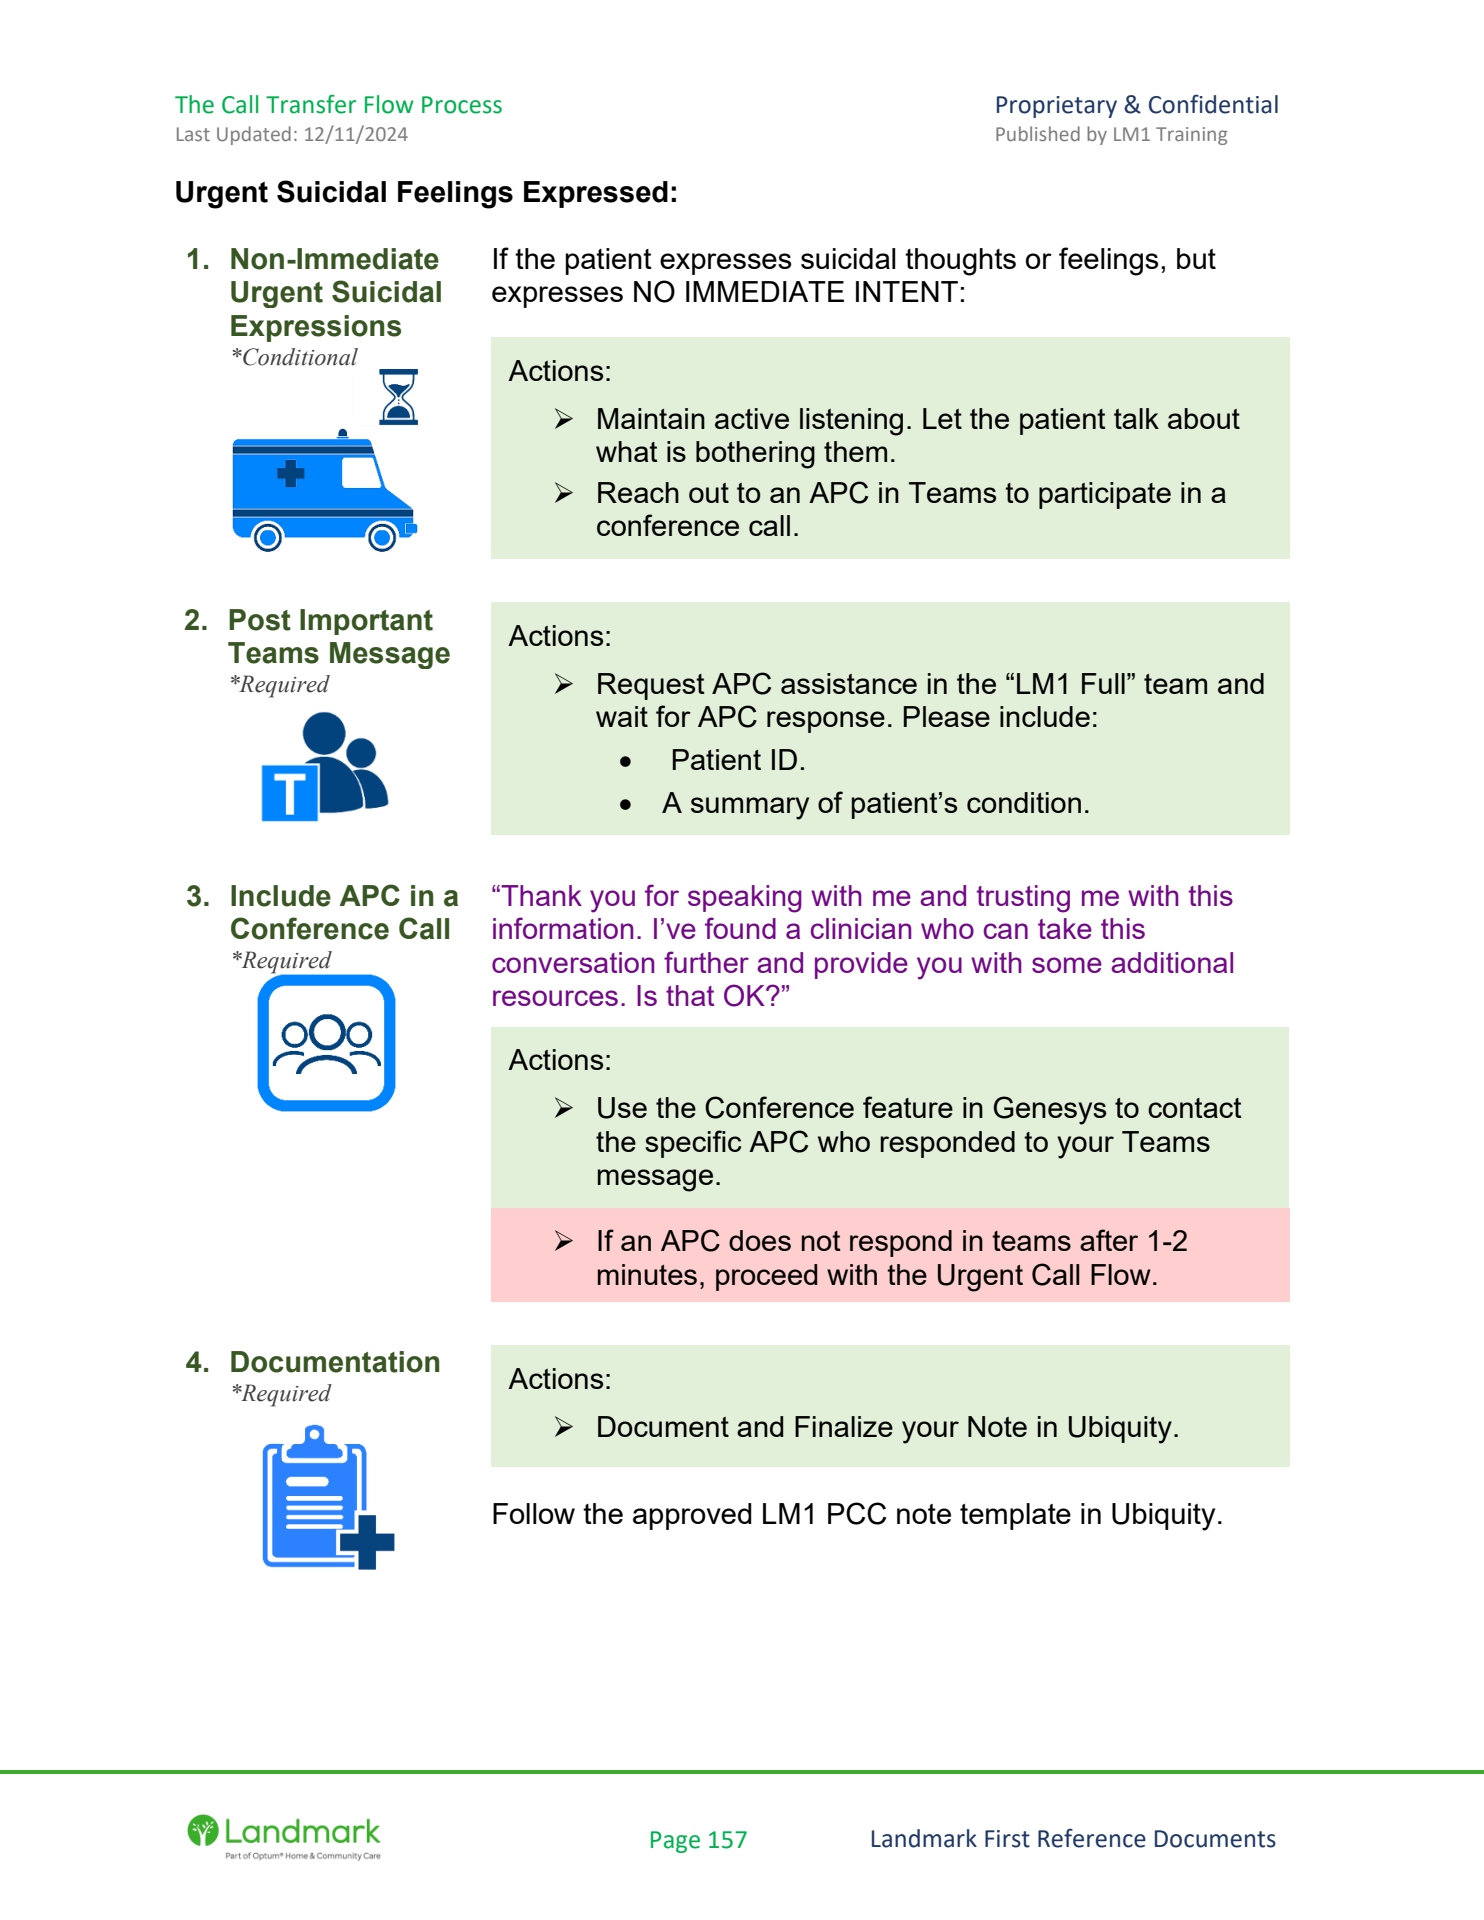 The Call Transfer Flow Process
Proprietary & Confidential
Last Updated: 12/11/2024
Published by LM1 Training
Urgent Suicidal Feelings Expressed:
1. Non-Immediate
Urgent Suicidal
Expressions
*Conditional
If the patient expresses suicidal thoughts or feelings, but
expresses NO IMMEDIATE INTENT:
Actions:
➢ Maintain active listening. Let the patient talk about
what is bothering them.
➢ Reach out to an APC in Teams to participate in a
conference call.
2. Post Important
Teams Message
*Required
T
Actions:
➢ Request APC assistance in the “LM1 Full” team and
wait for APC response. Please include:
• Patient ID.
• A summary of patient’s condition.
3. Include APC in a
Conference Call
*Required
“Thank you for speaking with me and trusting me with this
information. I’ve found a clinician who can take this
conversation further and provide you with some additional
resources. Is that OK?”
Actions:
➢ Use the Conference feature in Genesys to contact
the specific APC who responded to your Teams
message.
➢ If an APC does not respond in teams after 1-2
minutes, proceed with the Urgent Call Flow.
4. Documentation
*Required
Actions:
➢ Document and Finalize your Note in Ubiquity.
Follow the approved LM1 PCC note template in Ubiquity.
Landmark
Part of Optum® Home & Community Care
Page 157
Landmark First Reference Documents